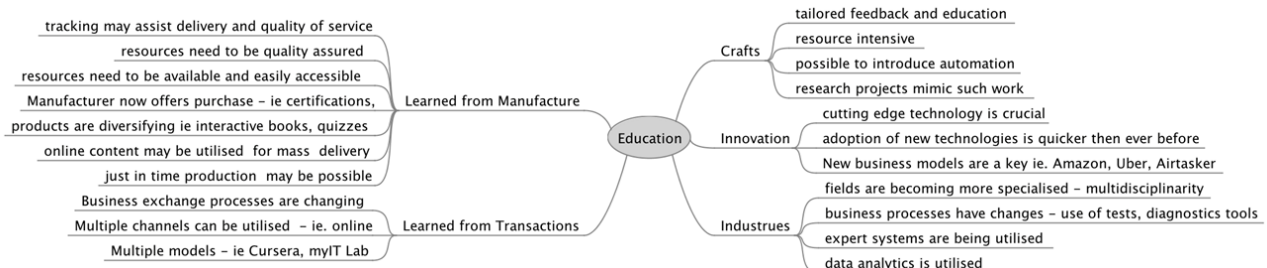 tracking may assist delivery and quality of service
resources need to be quality assured
resources need to be available and easily accessible
Manufacturer now offers purchase - ie certifications,
products are diversifying ie interactive books, quizzes
online content may be utilised for mass delivery
just in time production may be possible
Learned from Manufacture
Business exchange processes are changing
Multiple channels can be utilised - ie. online
Multiple models - ie Cursera, myIT Lab
Learned from Transactions
Education
Crafts
tailored feedback and education
resource intensive
possible to introduce automation
research projects mimic such work
Innovation
cutting edge technology is crucial
adoption of new technologies is quicker then ever before
New business models are a key ie. Amazon, Uber, Airtasker
Industrues
fields are becoming more specialised - multidisciplinarity
business processes have changes - use of tests, diagnostics tools
expert systems are being utilised
data analytics is utilised